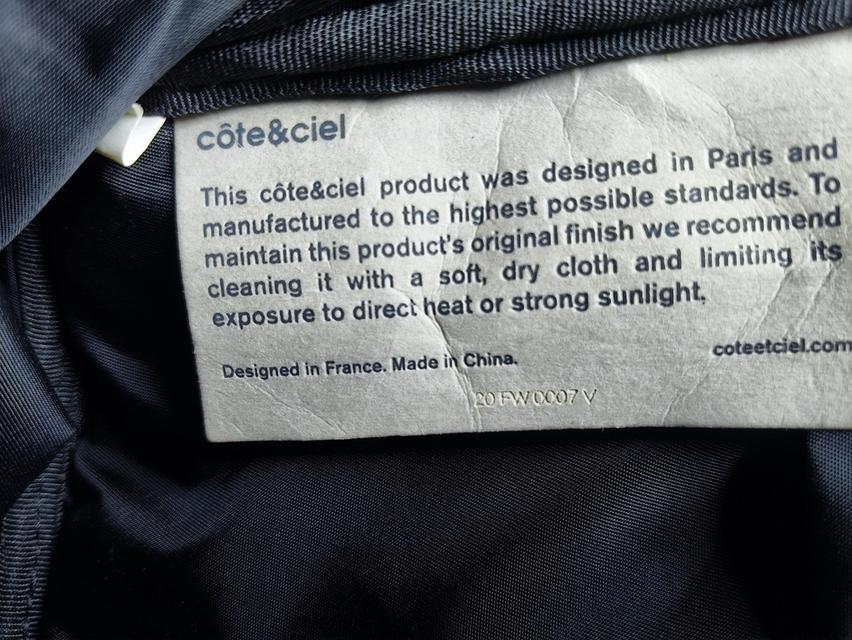 côte&ciel
This côte&ciel product was designed in Paris and
manufactured to the highest possible standards. To
maintain this product's original finish we recommend
cleaning it with a soft, dry cloth and limiting its
exposure to direct heat or strong sunlight.
Designed in France. Made in China.
coteetciel.com
20 FW 0007 V